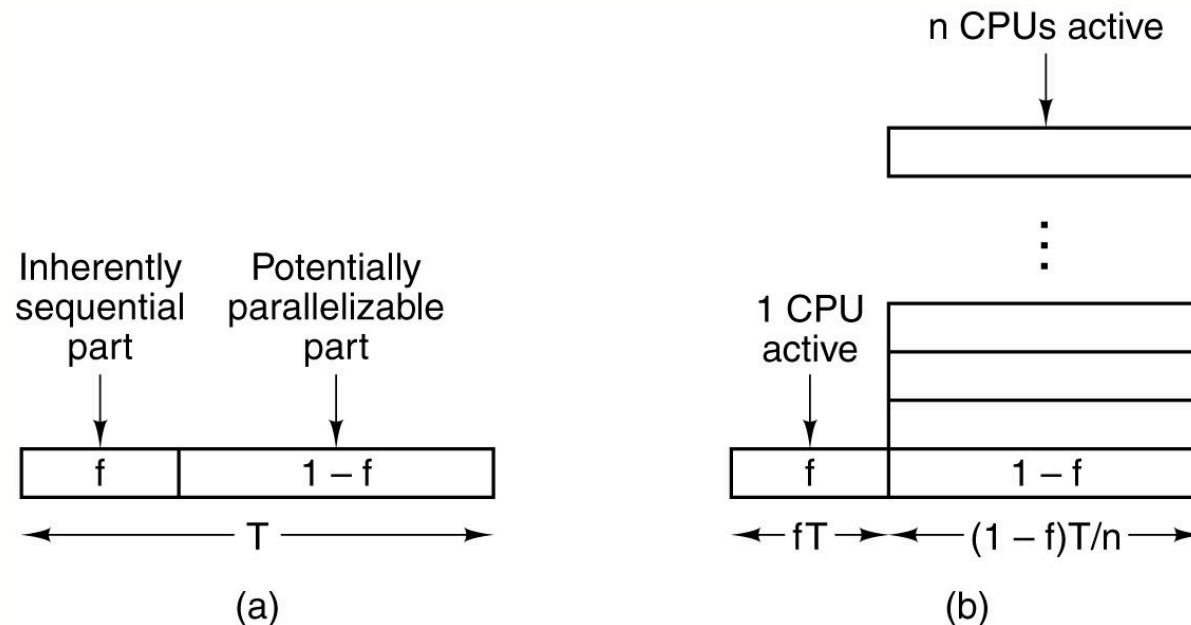 Inherently
sequential
part
Potentially
parallelizable
part
f
1 – f
T
(a)
n CPUs active
1 CPU
active
f
1 – f
fT
(1 – f)T/n
(b)